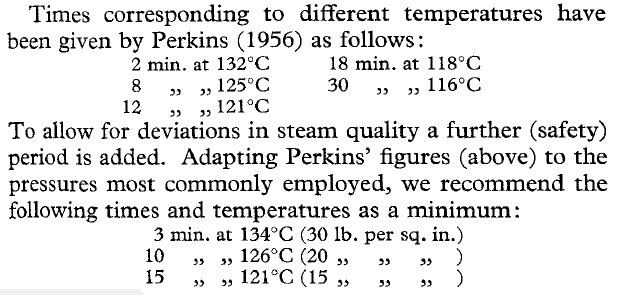 Times corresponding to different temperatures have
been given by Perkins (1956) as follows:
2 min. at 132°C 18 min. at 118°C
8 ,, ,, 125°C 30 ,, ,, 116°C
12 ,, ,, 121°C
To allow for deviations in steam quality a further (safety)
period is added. Adapting Perkins’ figures (above) to the
pressures most commonly employed, we recommend the
following times and temperatures as a minimum:
3 min. at 134°C (30 lb. per sq. in.)
10 ,, ,, 126°C (20 ,, ,, ,, )
15 ,, ,, 121°C (15 ,, ,, ,, )